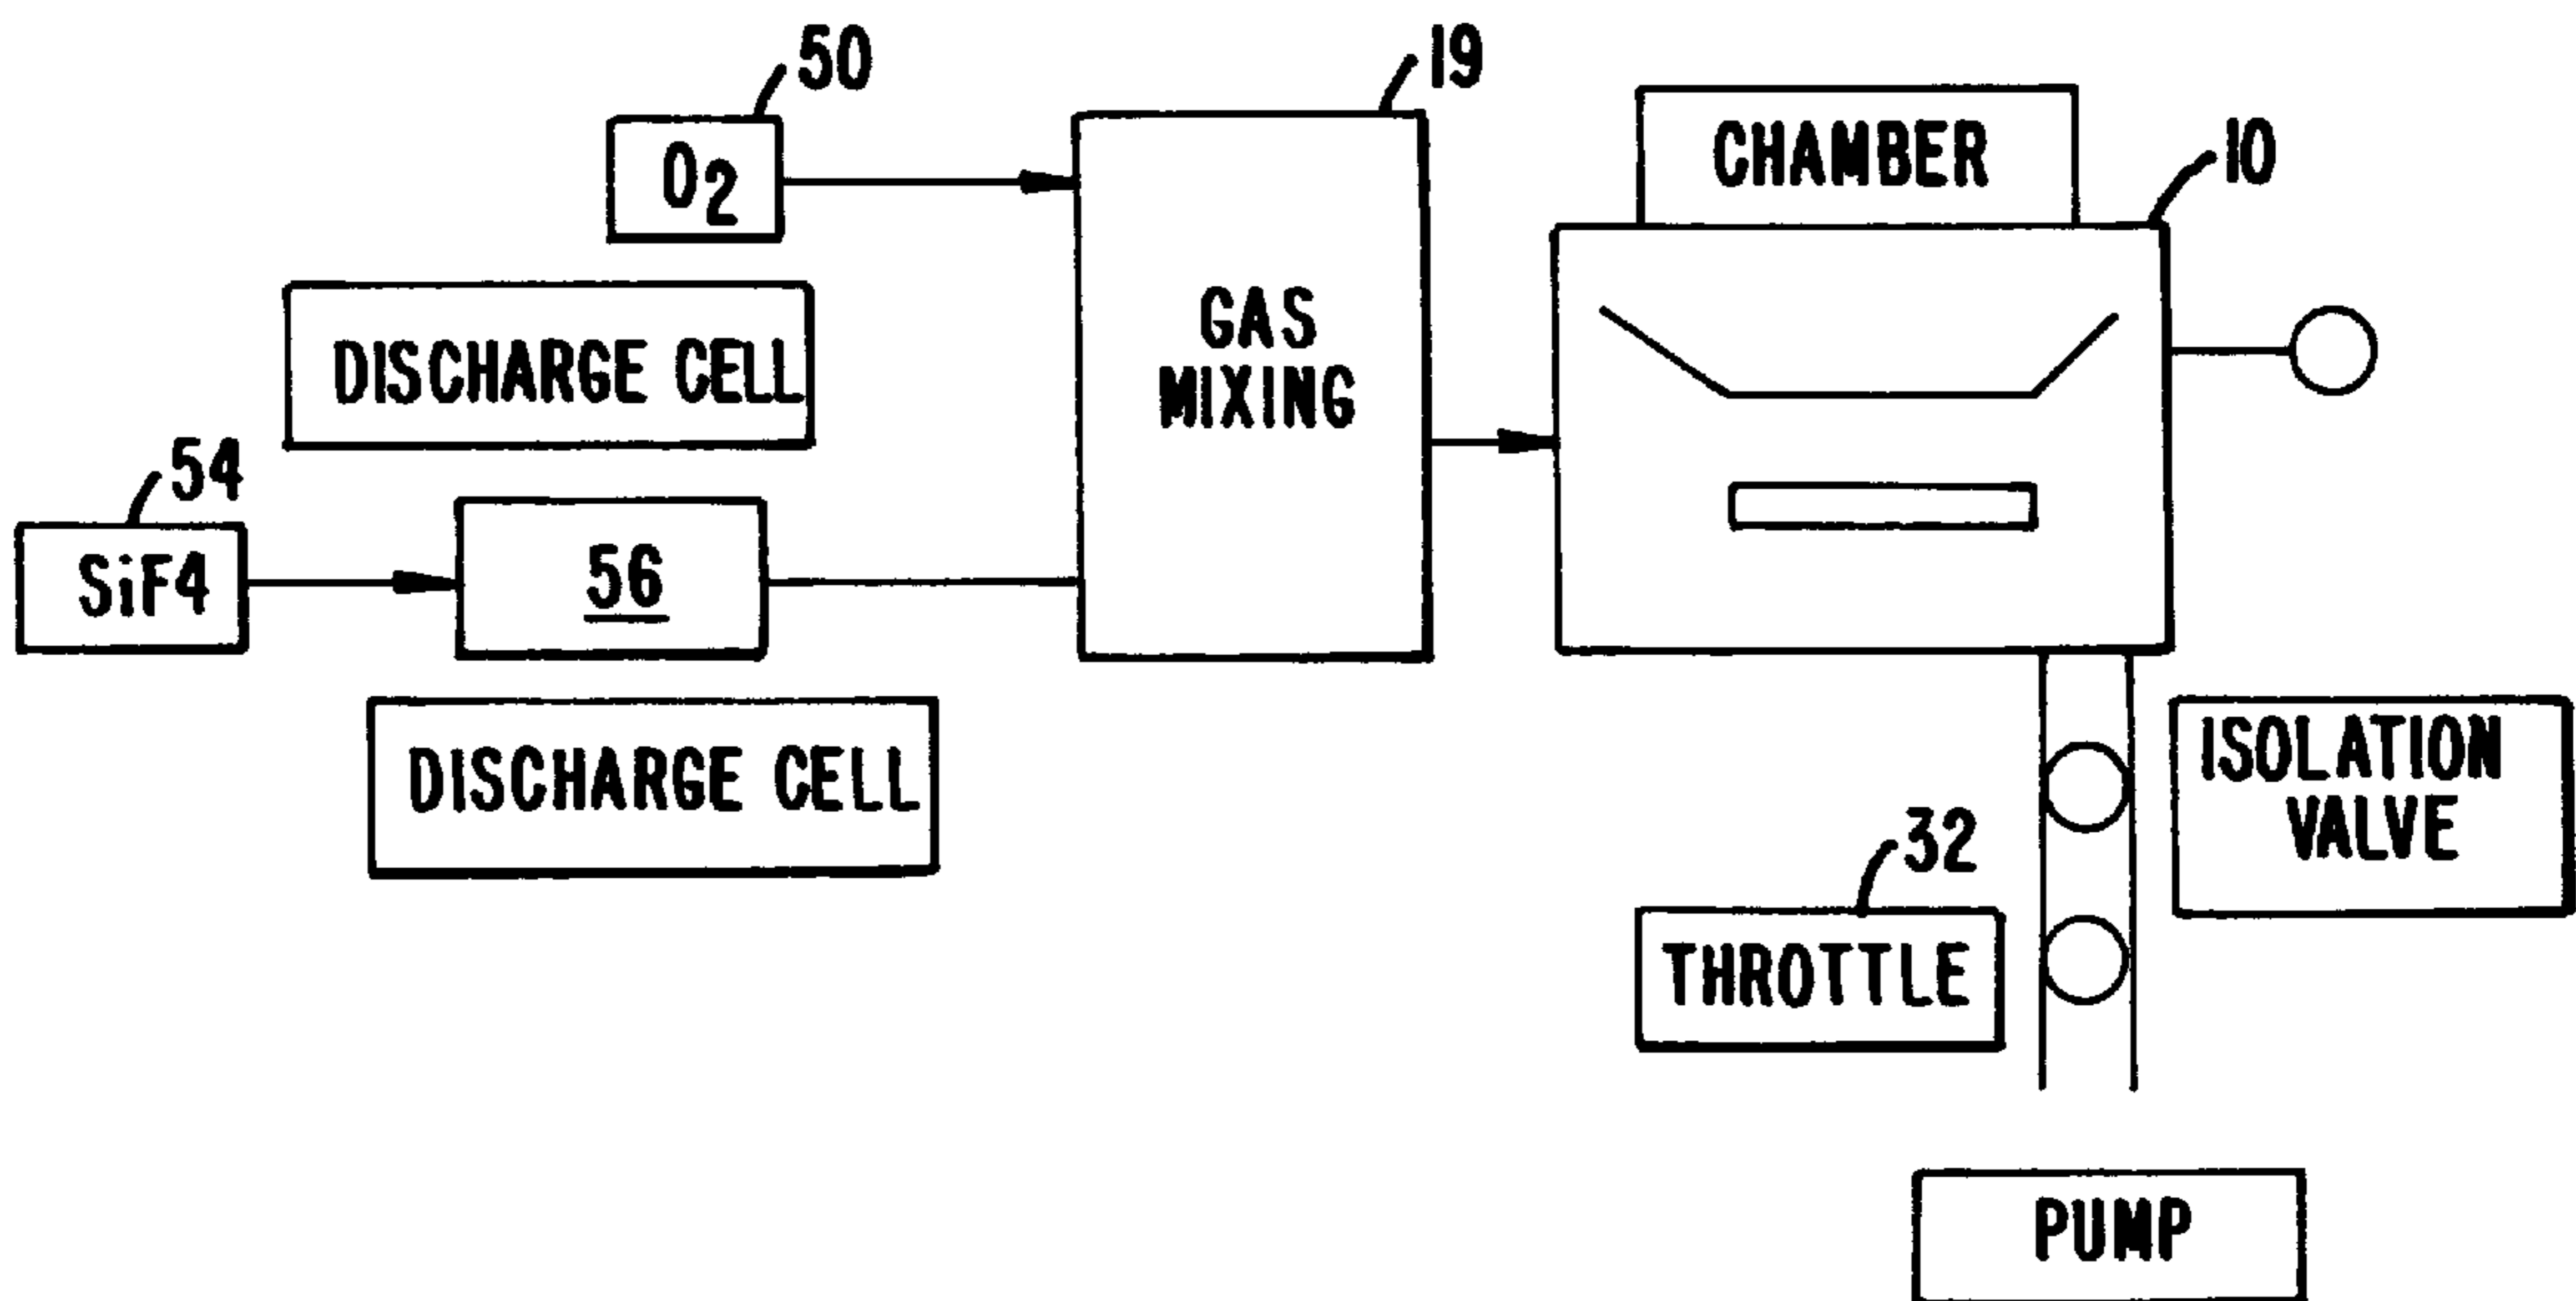 50
19
O2
CHAMBER
10
DISCHARGE CELL
GAS
MIXING
54
SiF4
56
DISCHARGE CELL
ISOLATION
VALVE
32
THROTTLE
PUMP